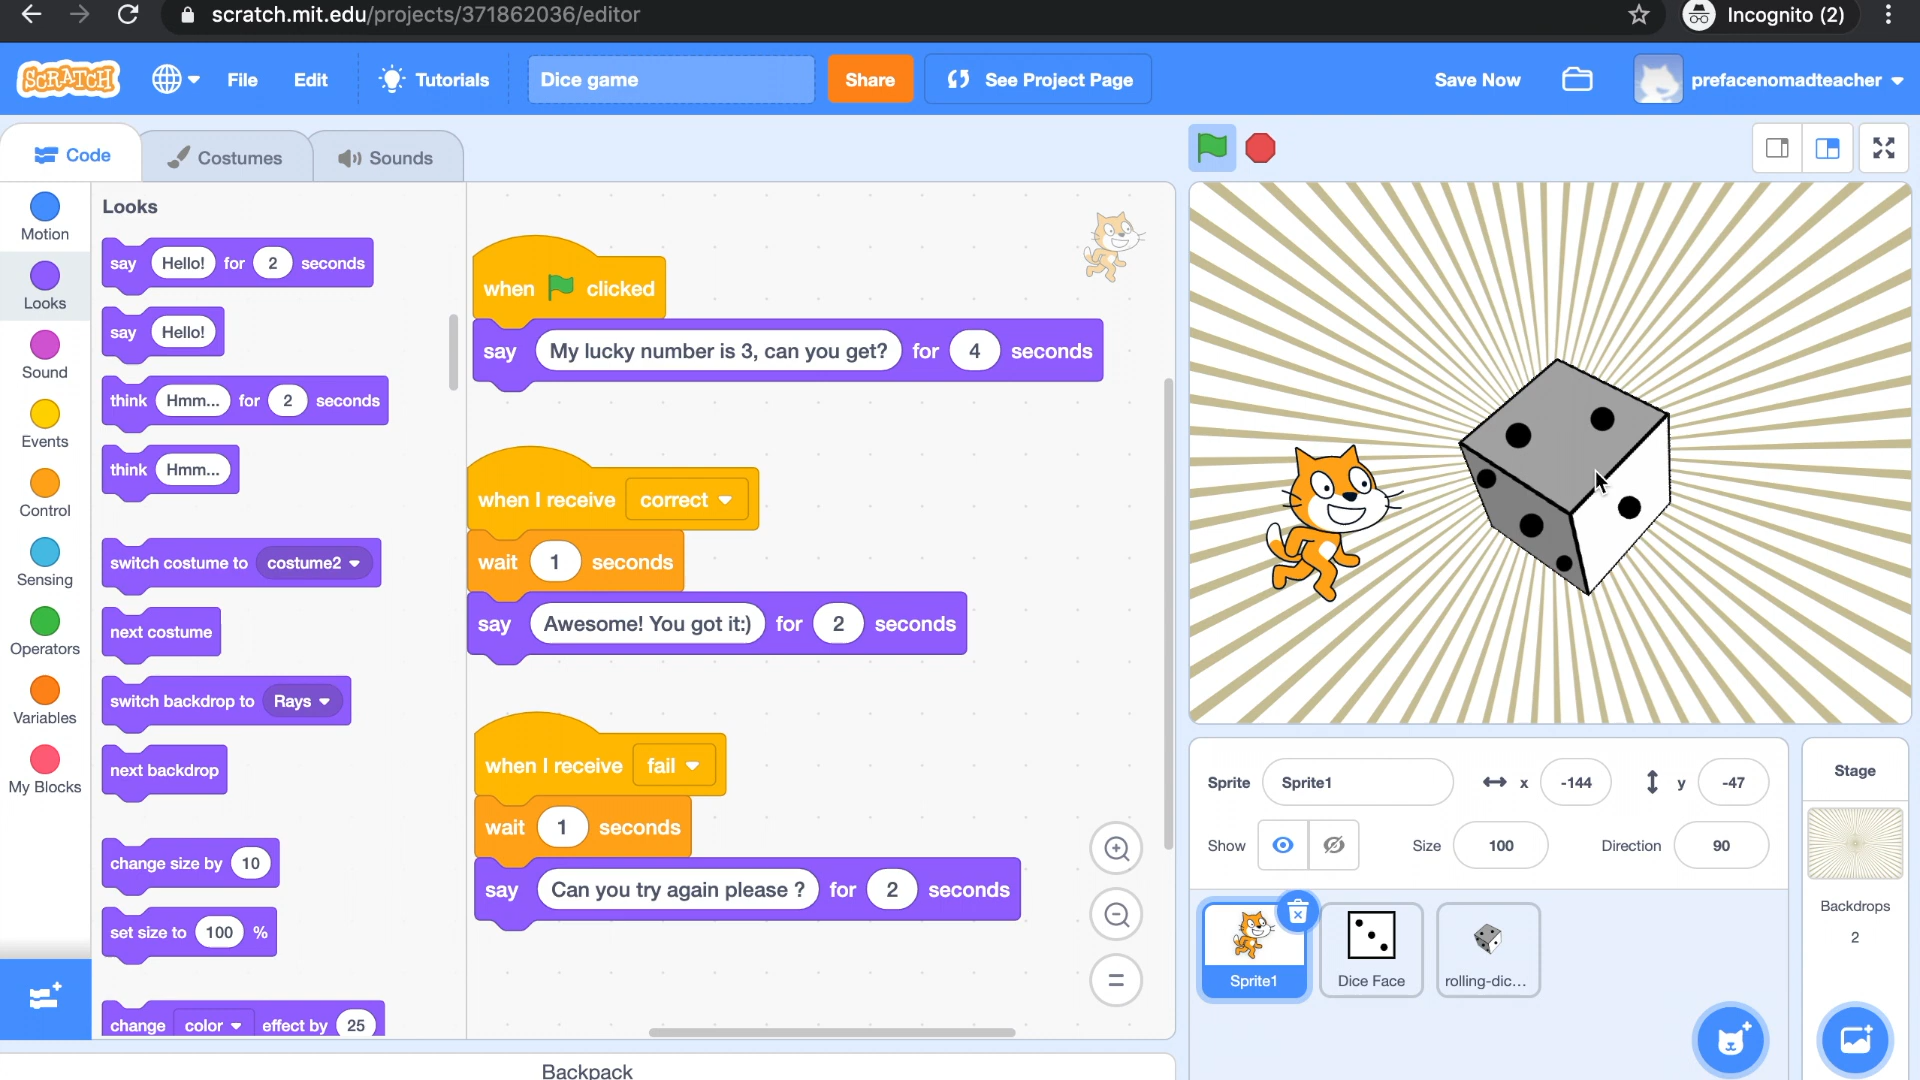 scratch.mit.edu/projects/371862036/editor
Incognito (2)
SCRATCH
File
Edit
Tutorials
Dice game
Share
See Project Page
Save Now
prefacenomadteacher
Code
Costumes
Sounds
Motion
Looks
Sound
Events
Control
Sensing
Operators
Variables
My Blocks
Looks
say Hello! for 2 seconds
say Hello!
think Hmm... for 2 seconds
think Hmm...
switch costume to costume2
next costume
switch backdrop to Rays
next backdrop
change size by 10
set size to 100 %
change color effect by 25
when clicked
say My lucky number is 3, can you get? for 4 seconds
when I receive correct
wait 1 seconds
say Awesome! You got it:) for 2 seconds
when I receive fail
wait 1 seconds
say Can you try again please ? for 2 seconds
Backpack
Sprite Sprite1 x -144 y -47
Show Size 100 Direction 90
Sprite1
Dice Face
rolling-dic...
Stage
Backdrops
2